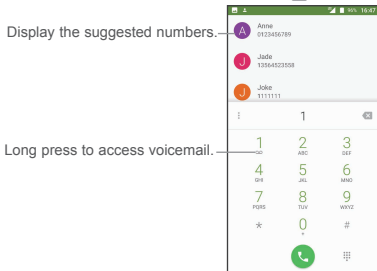 96% 16:47
Display the suggested numbers.
A Anne
0123456789
J Jade
13564523558
J Joke
1111111
1
Long press to access voicemail.
1 2 3
ABC DEF
4 5 6
GHI JKL MNO
7 8 9
PQRS TUV WXYZ
* 0 #
+